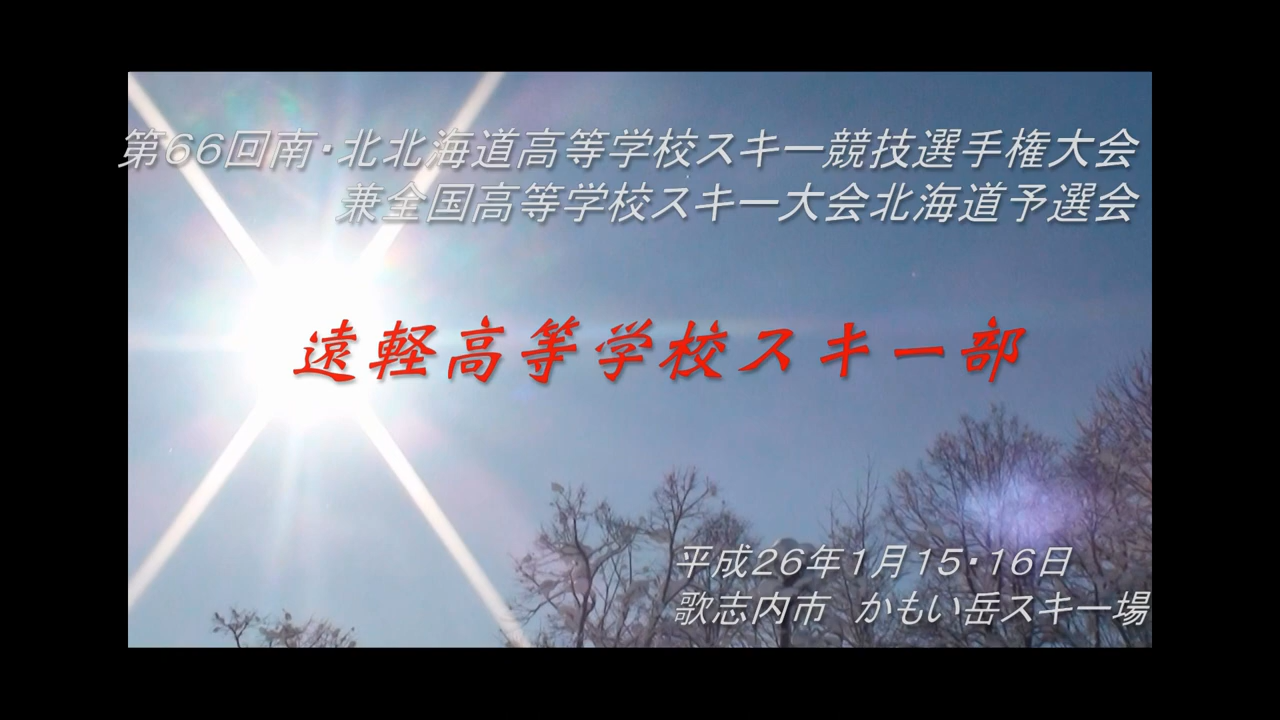 第66回南・北北海道高等学校スキー競技選手権大会
兼全国高等学校スキー大会北海道予選会
遠軽高等学校スキー部
平成26年1月15・16日
歌志内市　かもい岳スキー場